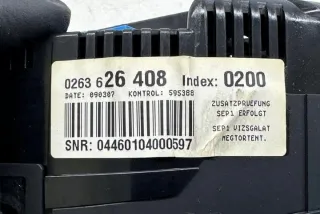 0263 626 408 Index: 0200
DATE: 090307 KONTROL: 595388
ZUSATZPRUEFUNG
SEP1 ERFOLGT
SEP1 VIZSGALAT
MEGTORTENT.
SNR: 04460104000597